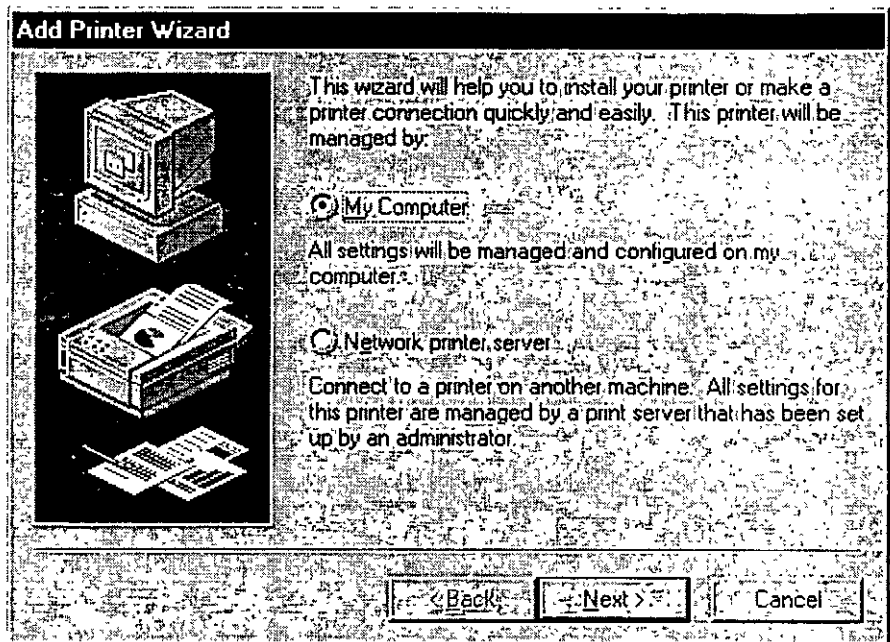 Add Printer Wizard
This wizard will help you to install your printer or make a
printer connection quickly and easily. This printer will be
managed by:
My Computer
All settings will be managed and configured on my
computer.
Network printer server
Connect to a printer on another machine. All settings for
this printer are managed by a print server that has been set
up by an administrator.
< Back
Next >
Cancel